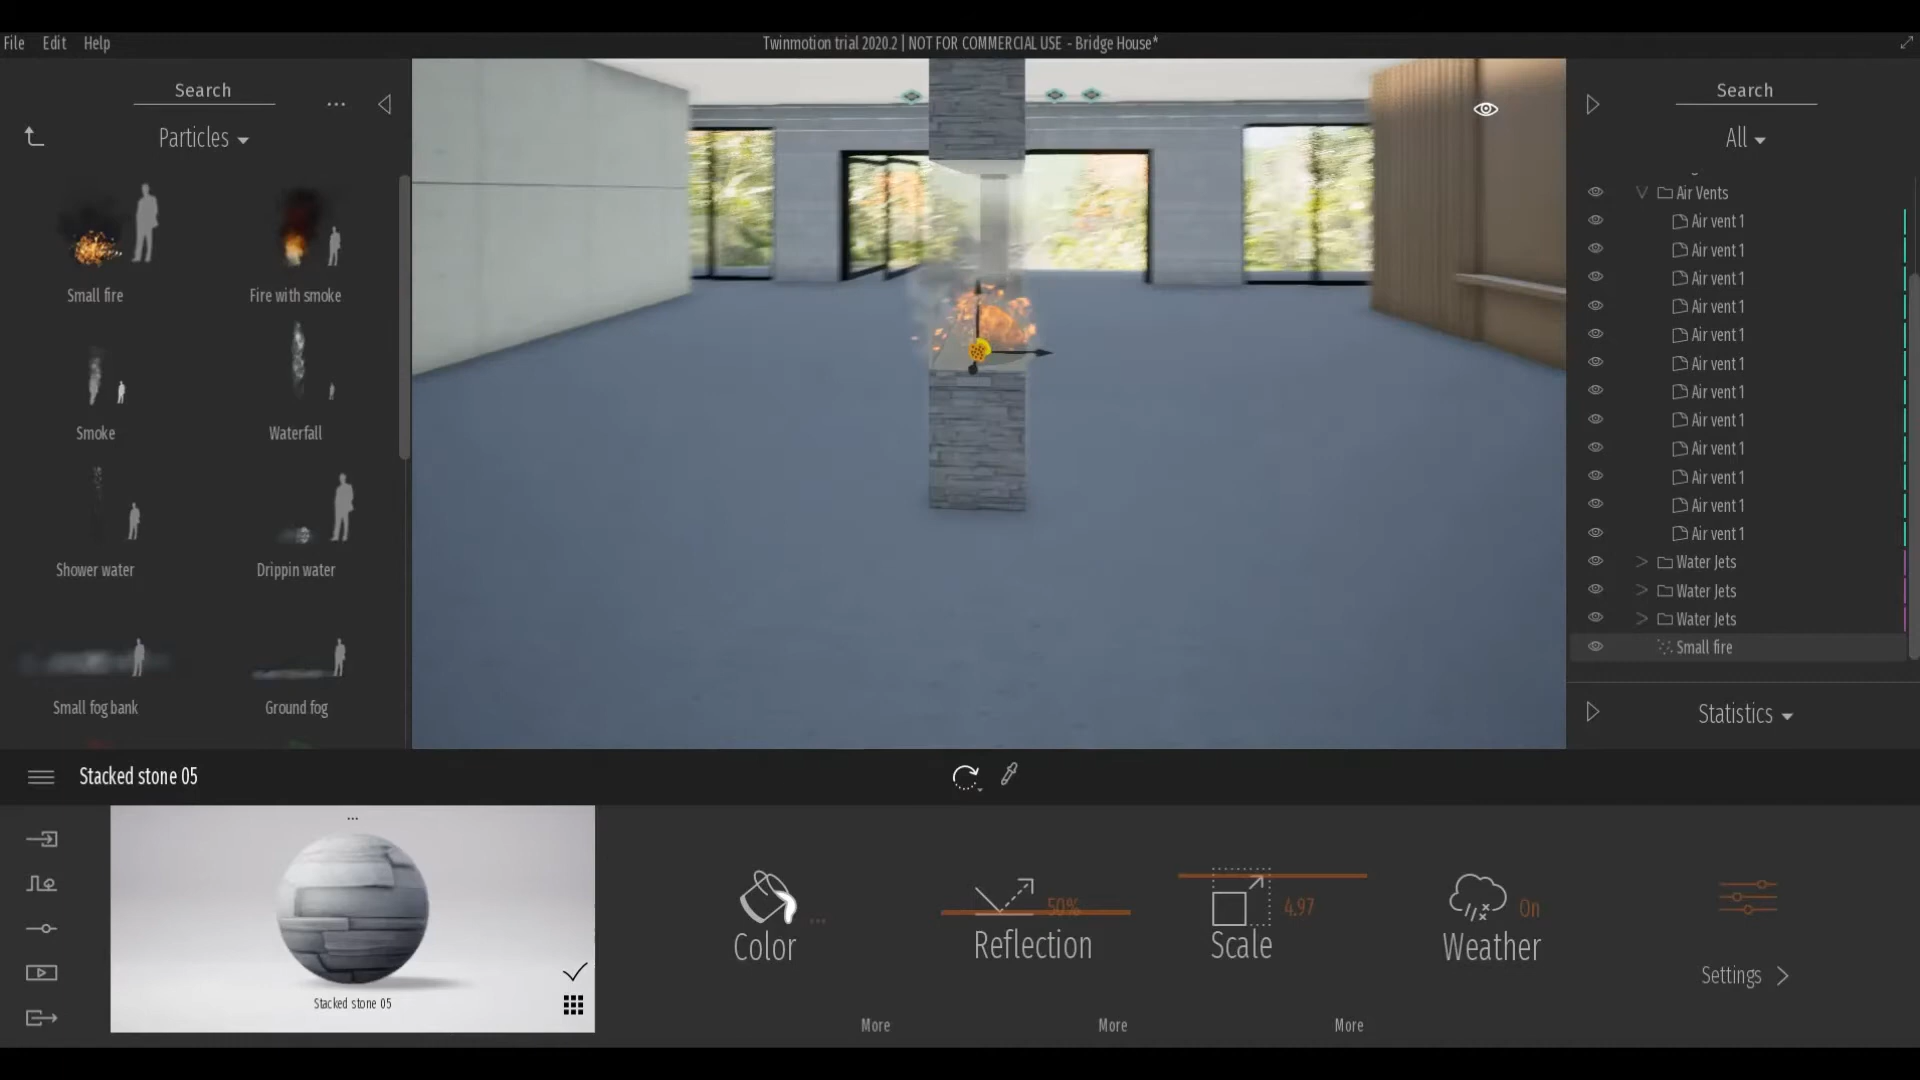 File Edit Help
Twinmotion trial 2020.2 | NOT FOR COMMERCIAL USE - Bridge House*
Search
...
Particles
Small fire
Fire with smoke
Smoke
Waterfall
Shower water
Drippin water
Small fog bank
Ground fog
Search
All
Air Vents
Air vent 1
Air vent 1
Air vent 1
Air vent 1
Air vent 1
Air vent 1
Air vent 1
Air vent 1
Air vent 1
Air vent 1
Air vent 1
Air vent 1
Water Jets
Water Jets
Water Jets
Small fire
Statistics
Stacked stone 05
...
Stacked stone 05
Color
...
More
50%
Reflection
More
4.97
Scale
More
On
Weather
Settings